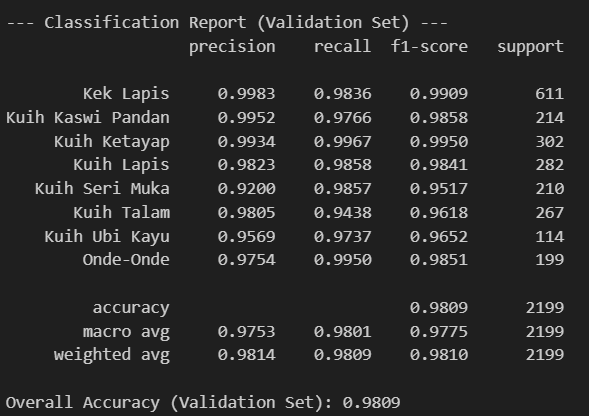 --- Classification Report (Validation Set) ---
precision recall f1-score support
Kek Lapis 0.9983 0.9836 0.9909 611
Kuih Kaswi Pandan 0.9952 0.9766 0.9858 214
Kuih Ketayap 0.9934 0.9967 0.9950 302
Kuih Lapis 0.9823 0.9858 0.9841 282
Kuih Seri Muka 0.9200 0.9857 0.9517 210
Kuih Talam 0.9805 0.9438 0.9618 267
Kuih Ubi Kayu 0.9569 0.9737 0.9652 114
Onde-Onde 0.9754 0.9950 0.9851 199
accuracy 0.9809 2199
macro avg 0.9753 0.9801 0.9775 2199
weighted avg 0.9814 0.9809 0.9810 2199
Overall Accuracy (Validation Set): 0.9809